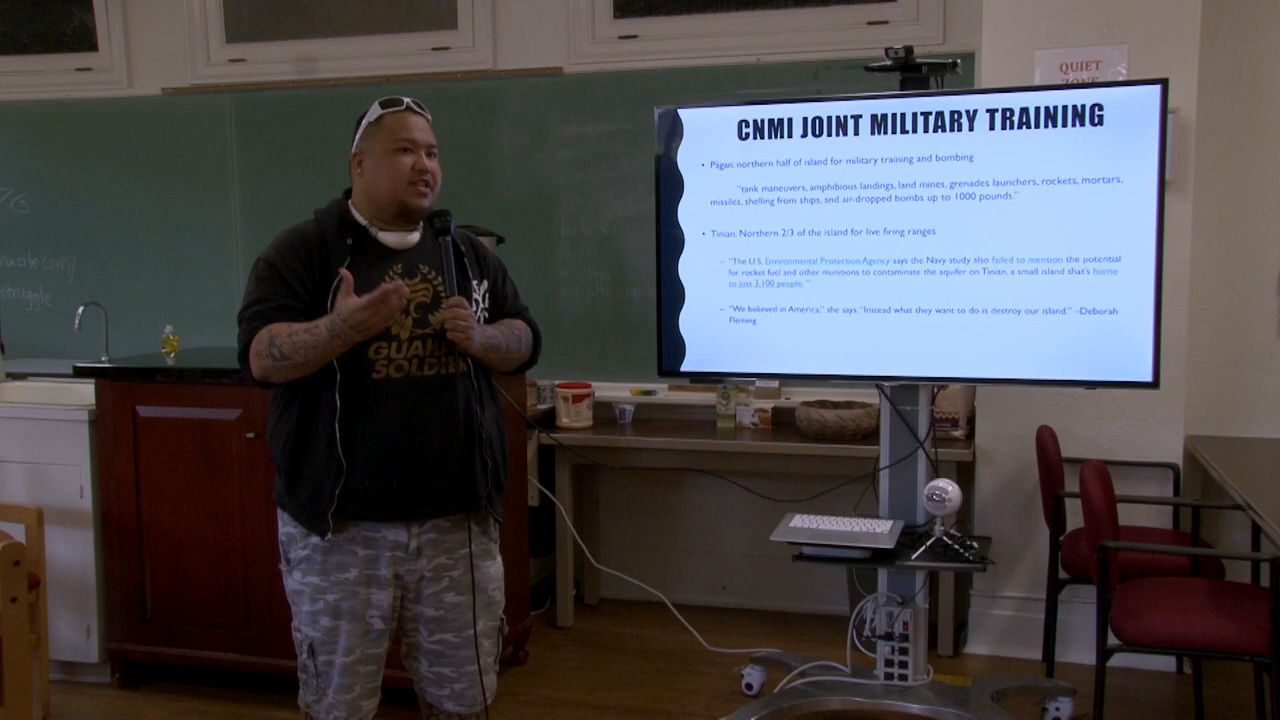 QUIET
ZONE
CNMI JOINT MILITARY TRAINING
• Pågan: northern half of island for military training and bombing
"tank maneuvers, amphibious landings, land mines, grenades launchers, rockets, mortars,
missiles, shelling from ships, and air-dropped bombs up to 1000 pounds."
• Tinian: Northern 2/3 of the island for live firing ranges
– "The U.S. Environmental Protection Agency says the Navy study also failed to mention the potential
for rocket fuel and other munitions to contaminate the aquifer on Tinian, a small island that's home
to just 3,100 people. "
– "We believed in America," she says. "Instead what they want to do is destroy our island." –Deborah
Fleming
struggle